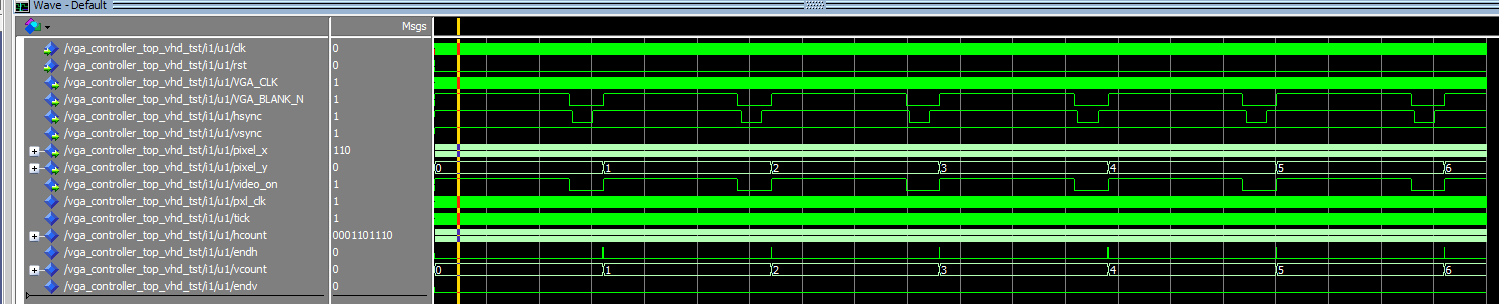 Wave - Default
Msgs
/vga_controller_top_vhd_tst/i1/u1/clk 0
/vga_controller_top_vhd_tst/i1/u1/rst 0
/vga_controller_top_vhd_tst/i1/u1/VGA_CLK 1
/vga_controller_top_vhd_tst/i1/u1/VGA_BLANK_N 1
/vga_controller_top_vhd_tst/i1/u1/hsync 1
/vga_controller_top_vhd_tst/i1/u1/vsync 1
/vga_controller_top_vhd_tst/i1/u1/pixel_x 110
/vga_controller_top_vhd_tst/i1/u1/pixel_y 0 0 1 2 3 4 5 6
/vga_controller_top_vhd_tst/i1/u1/video_on 1
/vga_controller_top_vhd_tst/i1/u1/pxl_clk 1
/vga_controller_top_vhd_tst/i1/u1/tick 1
/vga_controller_top_vhd_tst/i1/u1/hcount 0001101110
/vga_controller_top_vhd_tst/i1/u1/endh 0
/vga_controller_top_vhd_tst/i1/u1/vcount 0 0 1 2 3 4 5 6
/vga_controller_top_vhd_tst/i1/u1/endv 0